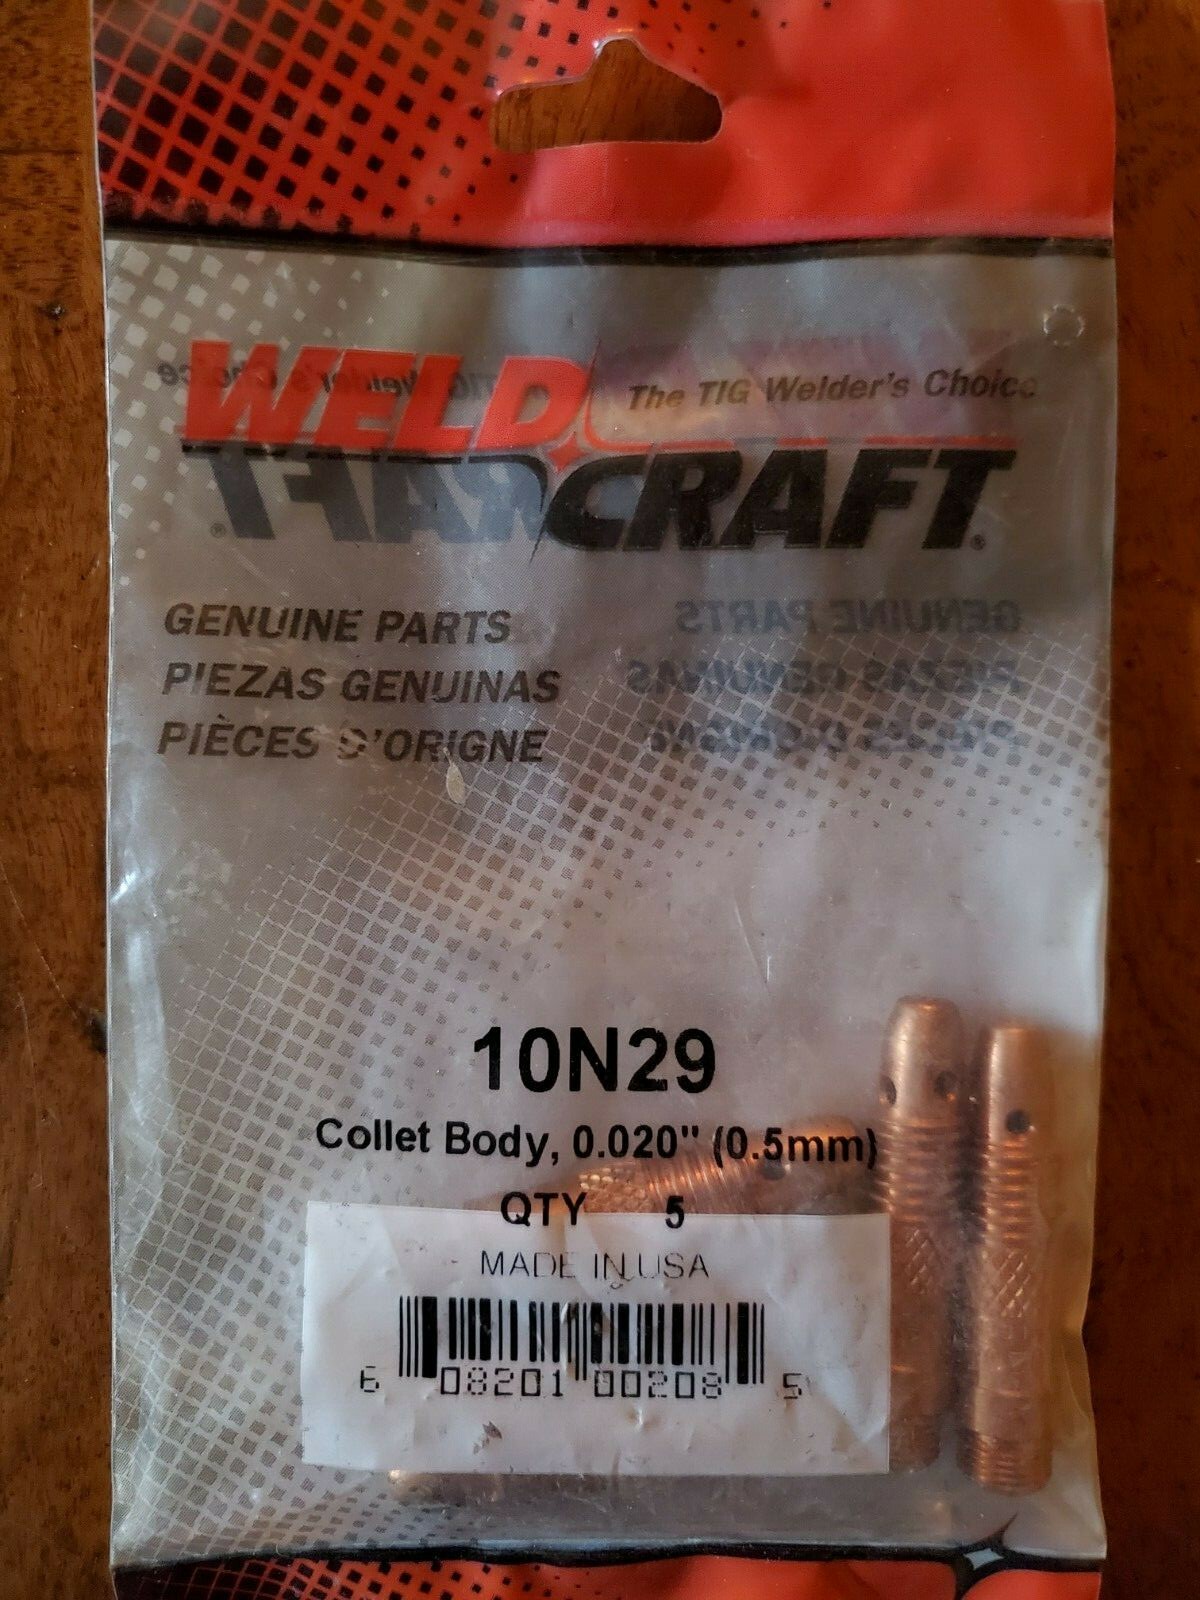 WELD
The TIG Welder's Choice
CRAFT®
GENUINE PARTS
PIEZAS GENUINAS
PIÈCES D'ORIGNE
10N29
Collet Body, 0.020" (0.5mm)
QTY 5
MADE IN USA
6 08201 00208 5